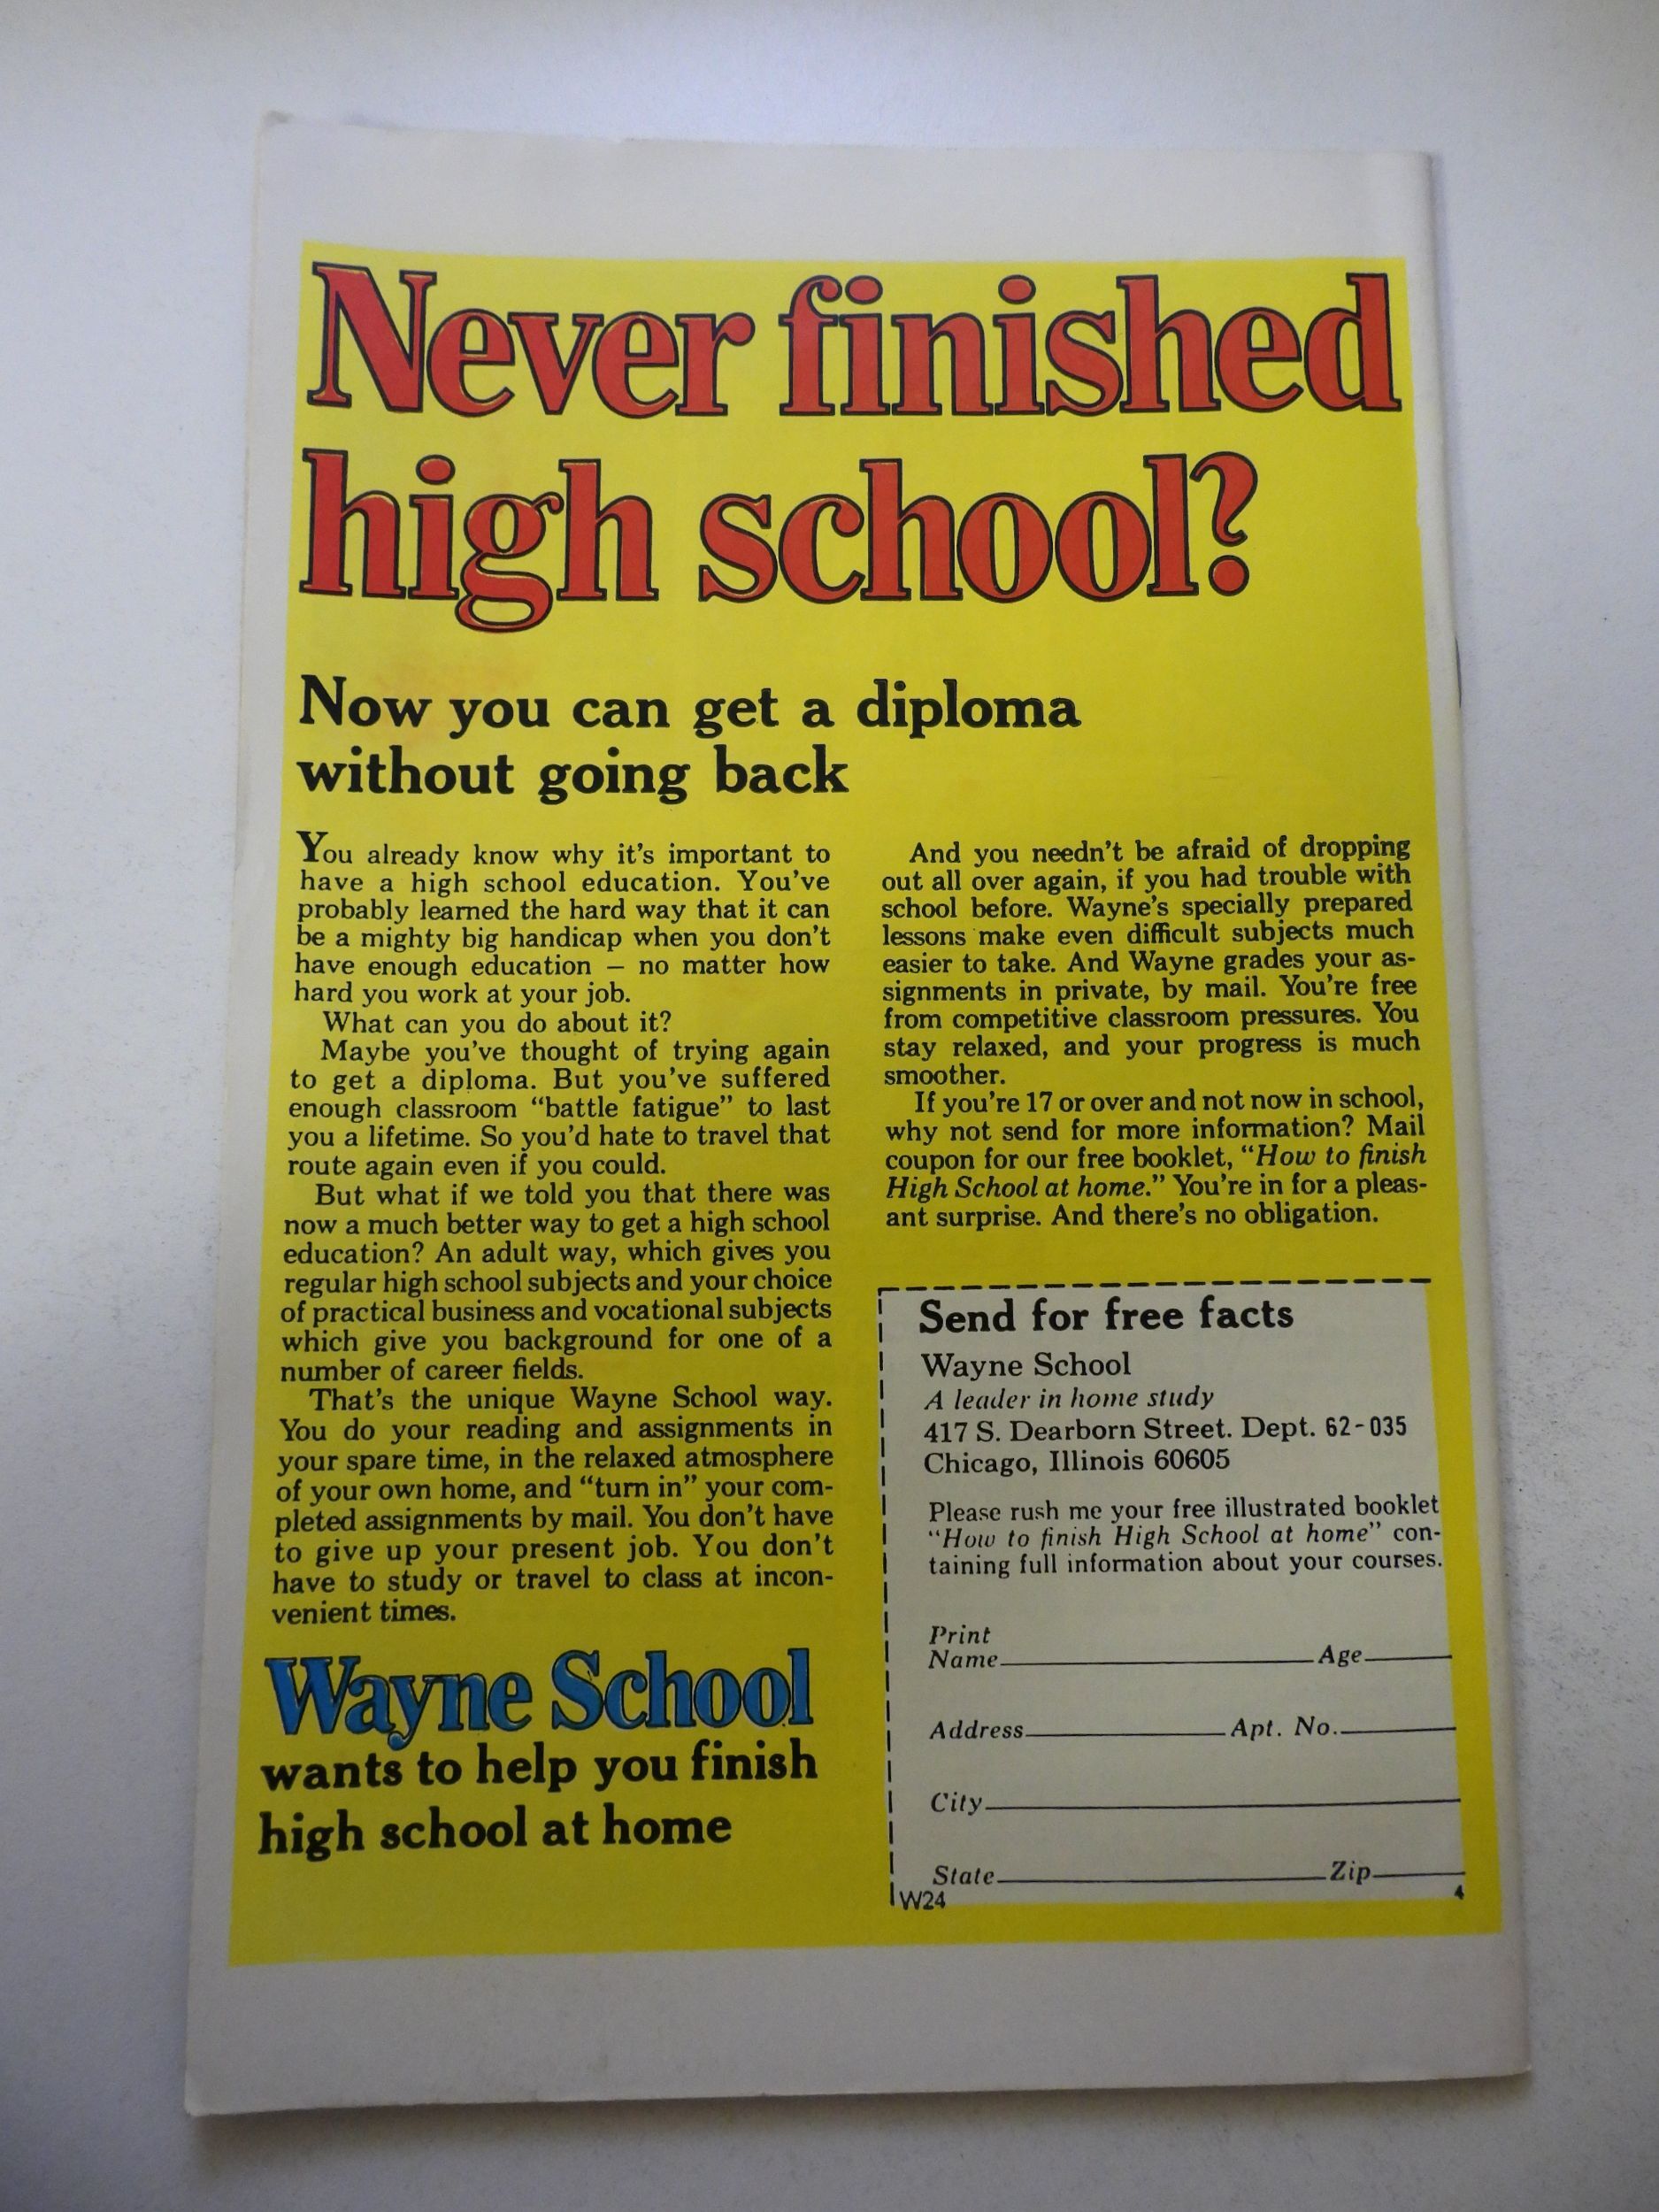 Never finished
high school?
Now you can get a diploma
without going back
You already know why it's important to
have a high school education. You've
probably learned the hard way that it can
be a mighty big handicap when you don't
have enough education – no matter how
hard you work at your job.
What can you do about it?
Maybe you've thought of trying again
to get a diploma. But you've suffered
enough classroom “battle fatigue” to last
you a lifetime. So you'd hate to travel that
route again even if you could.
But what if we told you that there was
now a much better way to get a high school
education? An adult way, which gives you
regular high school subjects and your choice
of practical business and vocational subjects
which give you background for one of a
number of career fields.
That's the unique Wayne School way.
You do your reading and assignments in
your spare time, in the relaxed atmosphere
of your own home, and “turn in” your com-
pleted assignments by mail. You don't have
to give up your present job. You don't
have to study or travel to class at incon-
venient times.
Wayne School
wants to help you finish
high school at home
And you needn't be afraid of dropping
out all over again, if you had trouble with
school before. Wayne's specially prepared
lessons make even difficult subjects much
easier to take. And Wayne grades your as-
signments in private, by mail. You're free
from competitive classroom pressures. You
stay relaxed, and your progress is much
smoother.
If you're 17 or over and not now in school,
why not send for more information? Mail
coupon for our free booklet, “How to finish
High School at home.” You're in for a pleas-
ant surprise. And there's no obligation.
Send for free facts
Wayne School
A leader in home study
417 S. Dearborn Street. Dept. 62-035
Chicago, Illinois 60605
Please rush me your free illustrated booklet
“How to finish High School at home” con-
taining full information about your courses.
Print
Name Age
Address Apt. No.
City
State Zip
W24 4